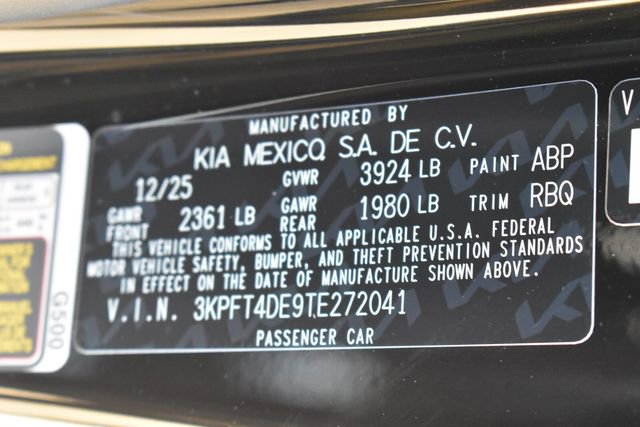 MANUFACTURED BY
KIA MEXICO, S.A. DE C.V.
12/25 GVWR 3924 LB PAINT ABP
GAWR FRONT 2361 LB GAWR REAR 1980 LB TRIM RBQ
THIS VEHICLE CONFORMS TO ALL APPLICABLE U.S.A. FEDERAL
MOTOR VEHICLE SAFETY, BUMPER, AND THEFT PREVENTION STANDARDS
IN EFFECT ON THE DATE OF MANUFACTURE SHOWN ABOVE.
V.I.N. 3KPFT4DE9TE272041
PASSENGER CAR
G500
V